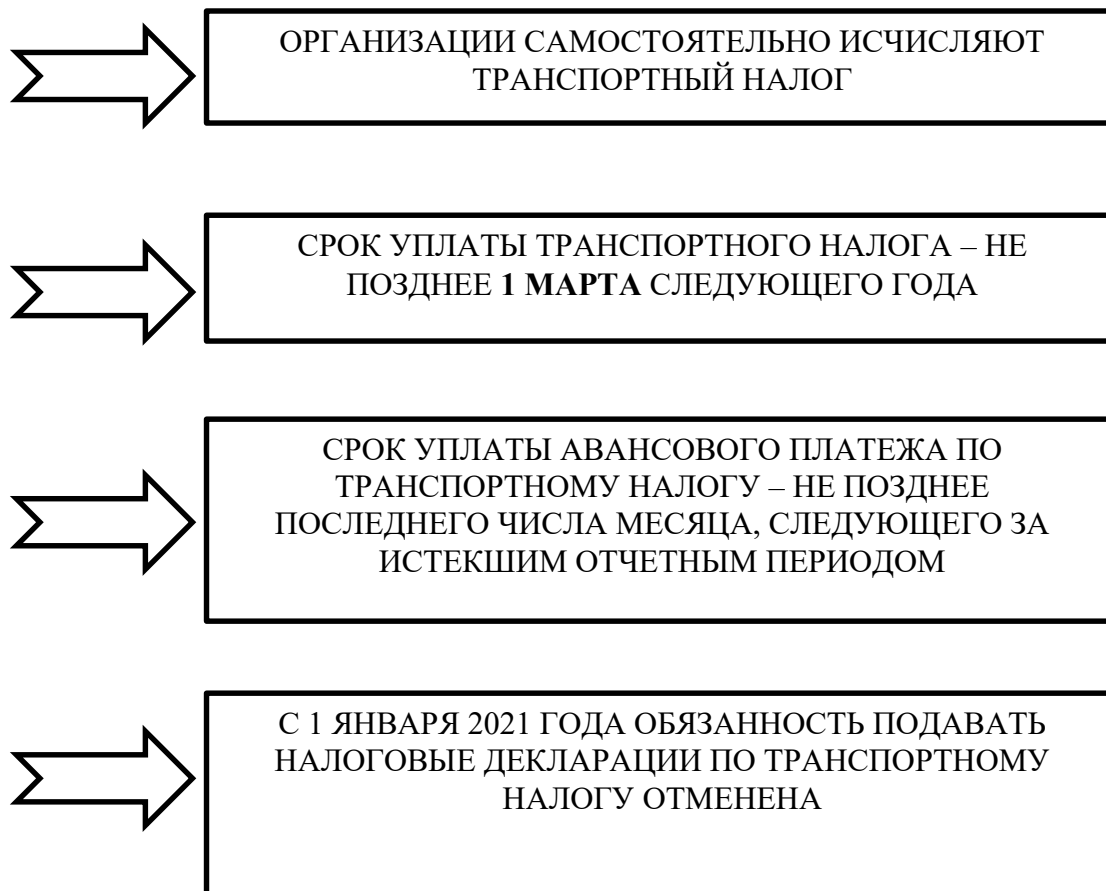 ОРГАНИЗАЦИИ САМОСТОЯТЕЛЬНО ИСЧИСЛЯЮТ
ТРАНСПОРТНЫЙ НАЛОГ
СРОК УПЛАТЫ ТРАНСПОРТНОГО НАЛОГА – НЕ
ПОЗДНЕЕ 1 МАРТА СЛЕДУЮЩЕГО ГОДА
СРОК УПЛАТЫ АВАНСОВОГО ПЛАТЕЖА ПО
ТРАНСПОРТНОМУ НАЛОГУ – НЕ ПОЗДНЕЕ
ПОСЛЕДНЕГО ЧИСЛА МЕСЯЦА, СЛЕДУЮЩЕГО ЗА
ИСТЕКШИМ ОТЧЕТНЫМ ПЕРИОДОМ
С 1 ЯНВАРЯ 2021 ГОДА ОБЯЗАННОСТЬ ПОДАВАТЬ
НАЛОГОВЫЕ ДЕКЛАРАЦИИ ПО ТРАНСПОРТНОМУ
НАЛОГУ ОТМЕНЕНА